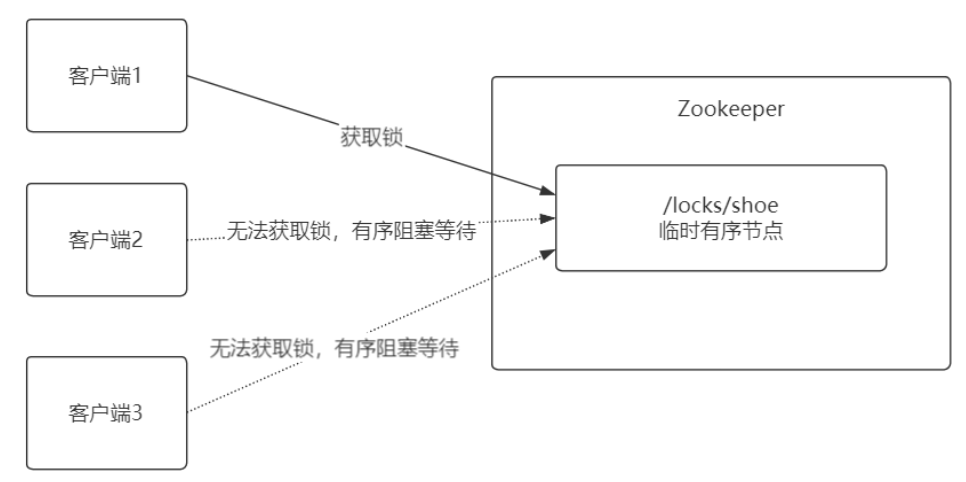 客户端1
获取锁
Zookeeper
/locks/shoe
临时有序节点
客户端2
无法获取锁，有序阻塞等待
无法获取锁，有序阻塞等待
客户端3